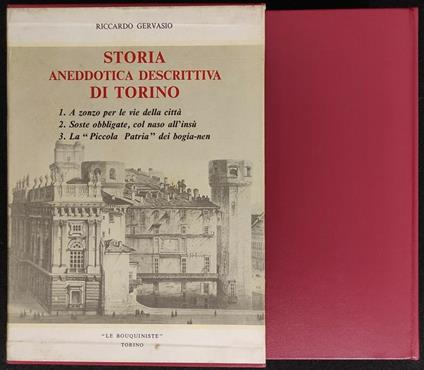 RICCARDO GERVASIO
STORIA
ANEDDOTICA DESCRITTIVA
DI TORINO
1. A zonzo per le vie della città
2. Soste obbligate, col naso all'insù
3. La "Piccola Patria" dei bogia-nen
"LE BOUQUINISTE"
TORINO